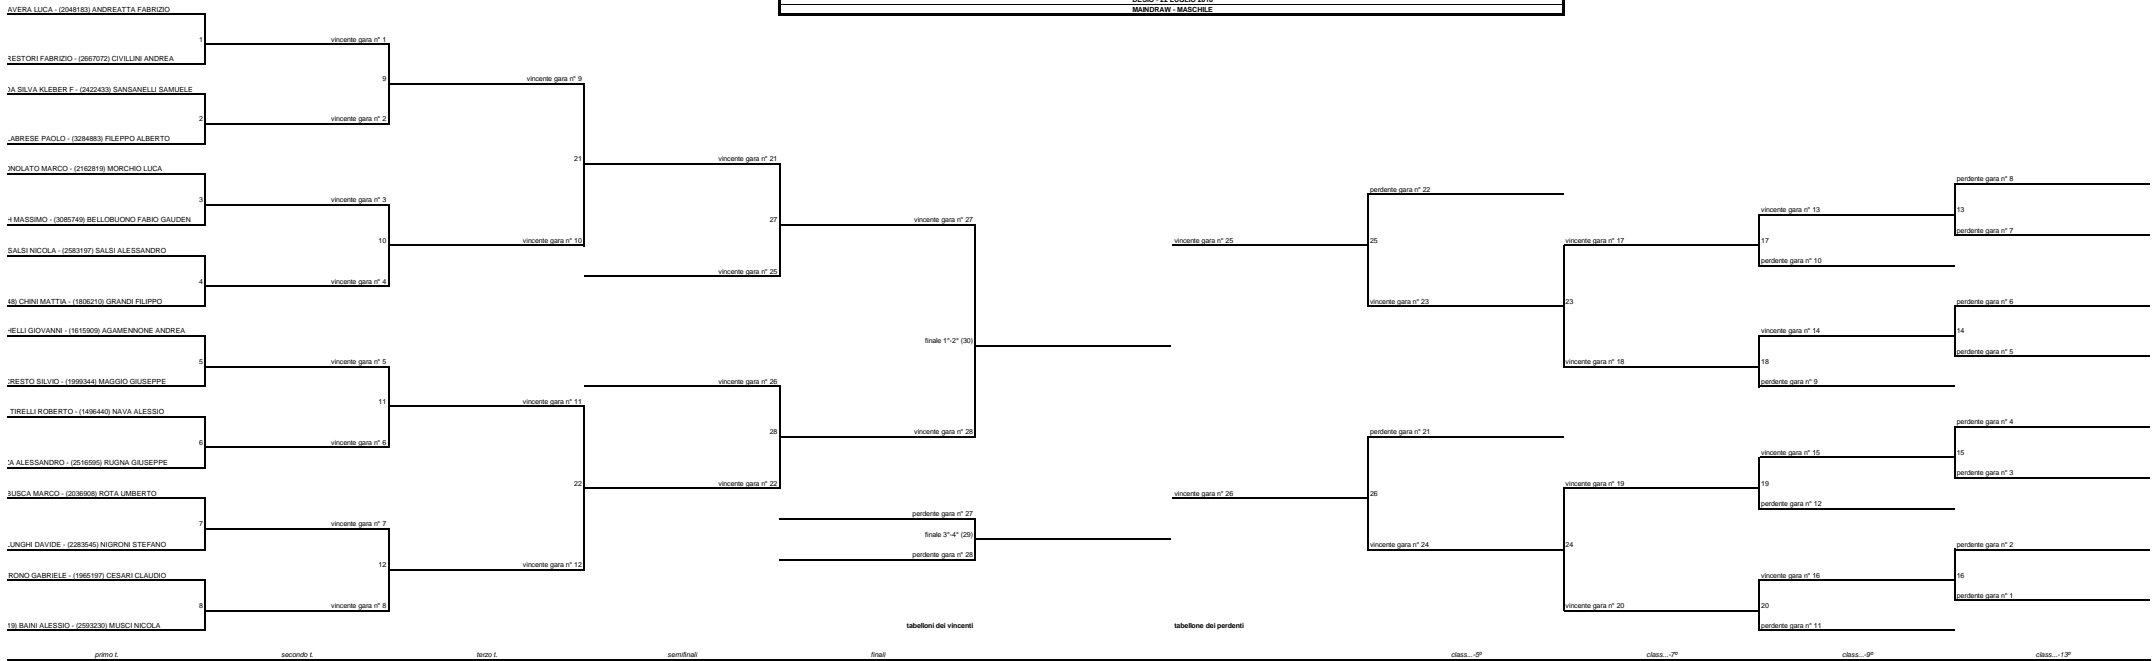 MAINDRAW - MASCHILE
AVERA LUCA - (2048183) ANDREATTA FABRIZIO
1
vincente gara n° 1
RESTORI FABRIZIO - (2667072) CIVILLINI ANDREA
9
vincente gara n° 9
DA SILVA KLEBER F - (2422433) SANSANELLI SAMUELE
2
vincente gara n° 2
LABRESE PAOLO - (3284883) FILEPPO ALBERTO
21
vincente gara n° 21
NOLATO MARCO - (2162819) MORCHIO LUCA
3
vincente gara n° 3
H MASSIMO - (3085749) BELLOBUONO FABIO GAUDEN
27
vincente gara n° 27
10
vincente gara n° 10
SALSI NICOLA - (2583197) SALSI ALESSANDRO
4
vincente gara n° 4
vincente gara n° 25
48) CHINI MATTIA - (1806210) GRANDI FILIPPO
HELLI GIOVANNI - (1615909) AGAMENNONE ANDREA
finale 1°-2° (30)
5
vincente gara n° 5
CRESTO SILVIO - (1999344) MAGGIO GIUSEPPE
vincente gara n° 26
11
vincente gara n° 11
TIRELLI ROBERTO - (1496440) NAVA ALESSIO
6
vincente gara n° 6
28
vincente gara n° 28
ZA ALESSANDRO - (2516595) RUGNA GIUSEPPE
22
vincente gara n° 22
BUSCA MARCO - (2036908) ROTA UMBERTO
7
vincente gara n° 7
perdente gara n° 27
finale 3°-4° (29)
perdente gara n° 28
LUNGHI DAVIDE - (2283545) NIGRONI STEFANO
12
vincente gara n° 12
RONO GABRIELE - (1965197) CESARI CLAUDIO
8
vincente gara n° 8
19) BAINI ALESSIO - (2593230) MUSCI NICOLA
tabelloni dei vincenti
tabellone dei perdenti
perdente gara n° 22
vincente gara n° 25
25
vincente gara n° 23
vincente gara n° 17
23
vincente gara n° 18
vincente gara n° 13
17
perdente gara n° 10
perdente gara n° 8
13
perdente gara n° 7
vincente gara n° 14
18
perdente gara n° 9
perdente gara n° 6
14
perdente gara n° 5
perdente gara n° 21
vincente gara n° 26
26
vincente gara n° 24
vincente gara n° 19
24
vincente gara n° 20
vincente gara n° 15
19
perdente gara n° 12
perdente gara n° 4
15
perdente gara n° 3
vincente gara n° 16
20
perdente gara n° 11
perdente gara n° 2
16
perdente gara n° 1
primo t.
secondo t.
terzo t.
semifinali
finali
class...-5º
class...-7º
class...-9º
class...-13º